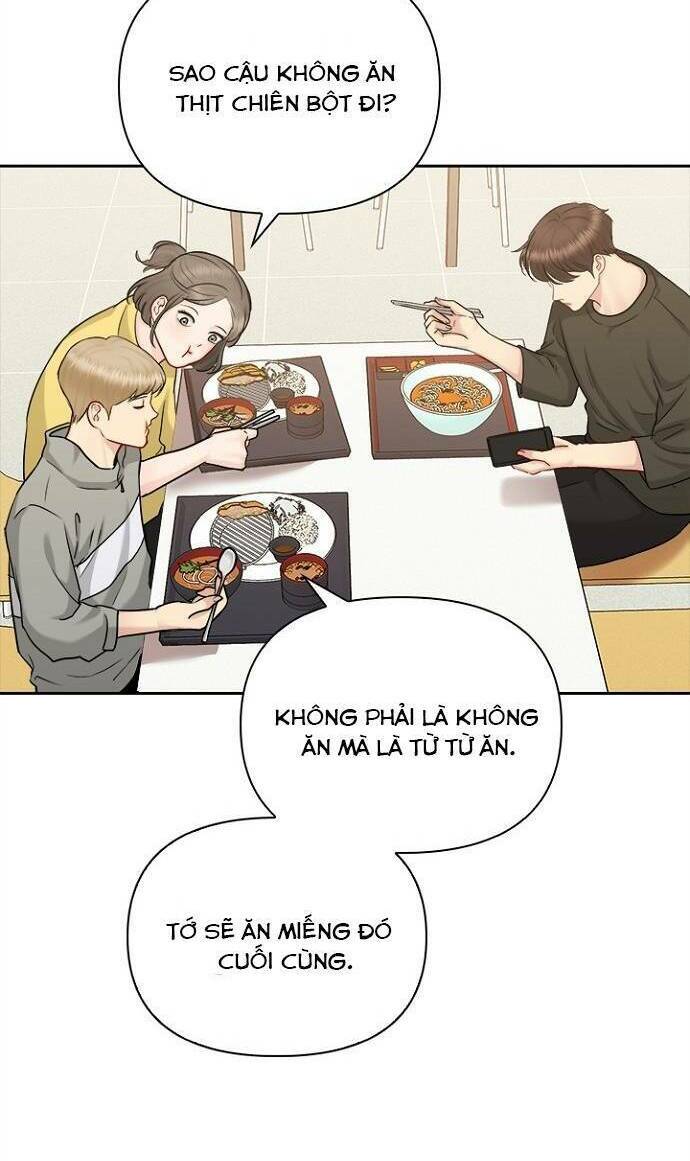 SAO CẬU KHÔNG ĂN
THỊT CHIÊN BỘT ĐI?
KHÔNG PHẢI LÀ KHÔNG
ĂN MÀ LÀ TỪ TỪ ĂN.
TỚ SẼ ĂN MIẾNG ĐÓ
CUỐI CÙNG.